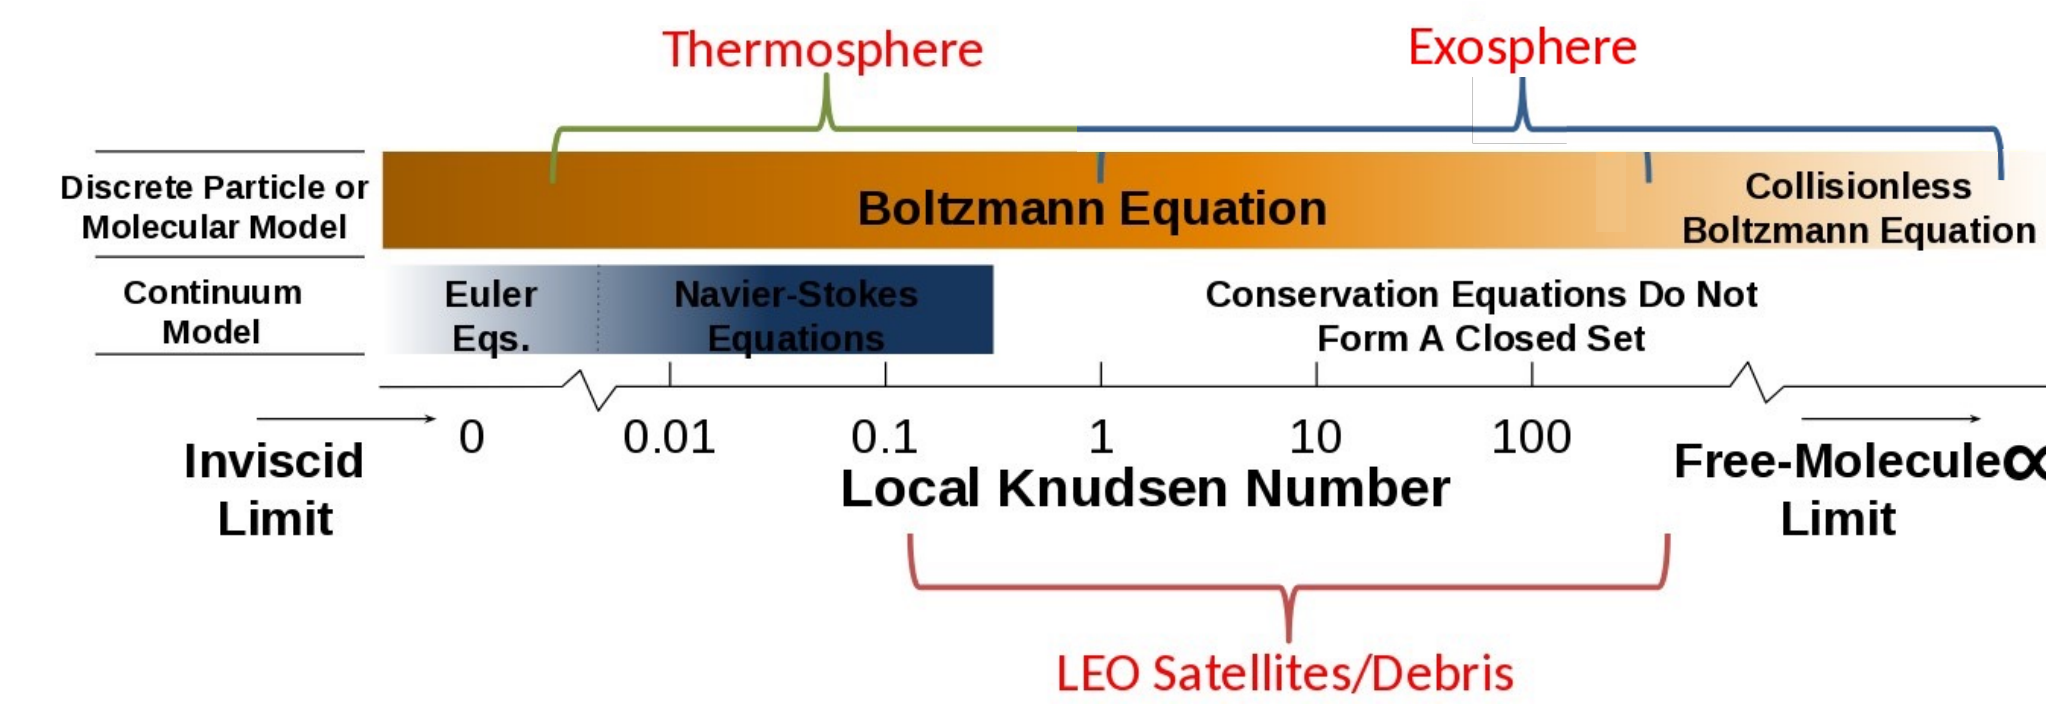 Thermosphere
Exosphere
Discrete Particle or
Molecular Model
Boltzmann Equation
Collisionless
Boltzmann Equation
Continuum
Model
Euler
Eqs.
Navier-Stokes
Equations
Conservation Equations Do Not
Form A Closed Set
0 0.01 0.1 1 10 100 ∞
Inviscid
Limit
Local Knudsen Number
Free-Molecule
Limit
LEO Satellites/Debris